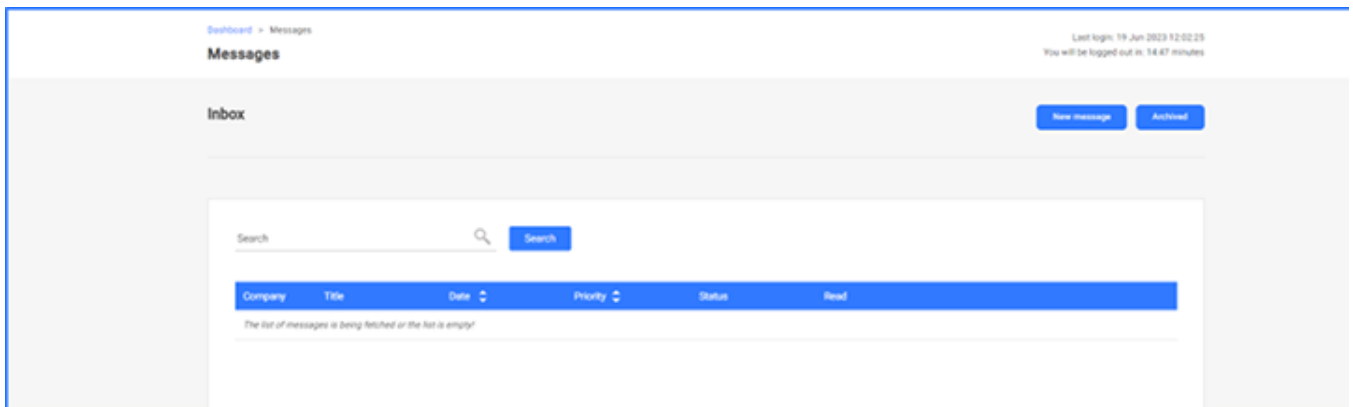 Dashboard > Messages
Messages
Last login: 19 Jun 2023 12:02:25
You will be logged out in: 14:47 minutes
Inbox
New message
Archived
Search
Search
Company Title Date Priority Status Read
The list of messages is being fetched or the list is empty!